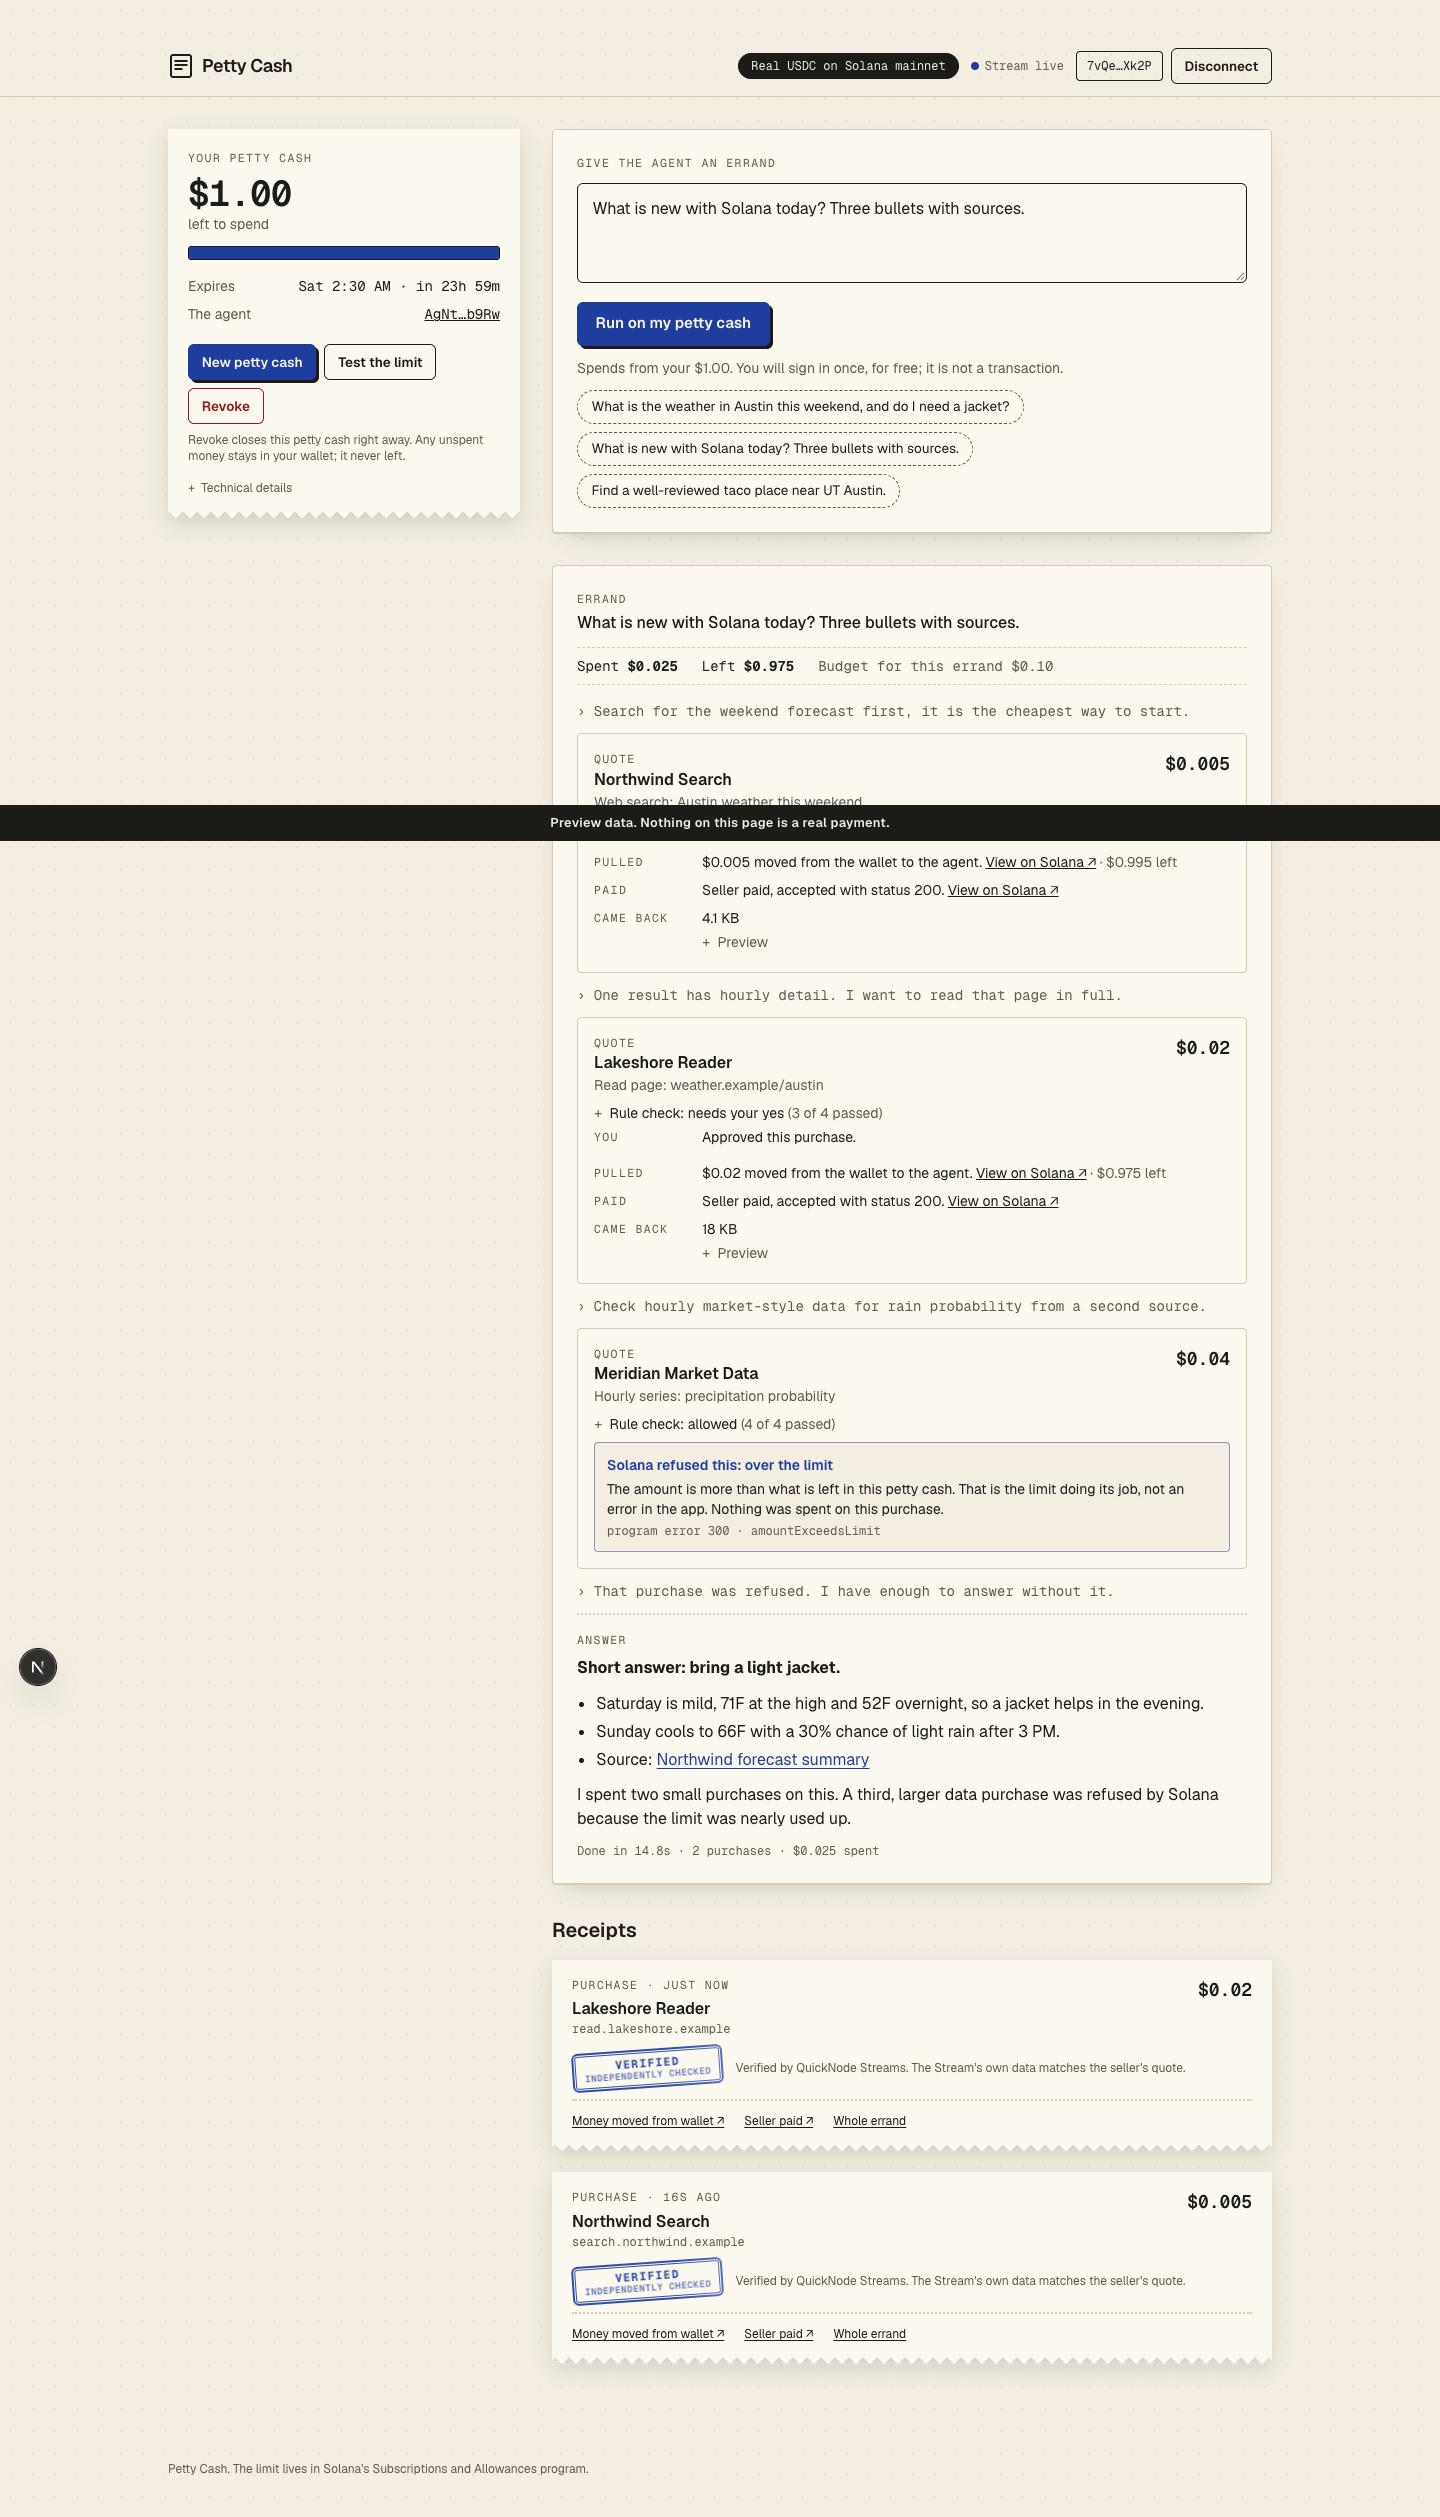 Petty Cash
Real USDC on Solana mainnet
Stream live
7vQe…Xk2P
Disconnect
YOUR PETTY CASH
$1.00
left to spend
Expires Sat 2:30 AM · in 23h 59m
The agent AgNt…b9Rw
New petty cash
Test the limit
Revoke
Revoke closes this petty cash right away. Any unspent
money stays in your wallet; it never left.
+ Technical details
GIVE THE AGENT AN ERRAND
What is new with Solana today? Three bullets with sources.
Run on my petty cash
Spends from your $1.00. You will sign in once, for free; it is not a transaction.
What is the weather in Austin this weekend, and do I need a jacket?
What is new with Solana today? Three bullets with sources.
Find a well-reviewed taco place near UT Austin.
ERRAND
What is new with Solana today? Three bullets with sources.
Spent $0.025 Left $0.975 Budget for this errand $0.10
› Search for the weekend forecast first, it is the cheapest way to start.
QUOTE
Northwind Search
$0.005
Web search: Austin weather this weekend
Preview data. Nothing on this page is a real payment.
PULLED $0.005 moved from the wallet to the agent. View on Solana ↗ · $0.995 left
PAID Seller paid, accepted with status 200. View on Solana ↗
CAME BACK 4.1 KB
+ Preview
› One result has hourly detail. I want to read that page in full.
QUOTE
Lakeshore Reader
$0.02
Read page: weather.example/austin
+ Rule check: needs your yes (3 of 4 passed)
YOU Approved this purchase.
PULLED $0.02 moved from the wallet to the agent. View on Solana ↗ · $0.975 left
PAID Seller paid, accepted with status 200. View on Solana ↗
CAME BACK 18 KB
+ Preview
› Check hourly market-style data for rain probability from a second source.
QUOTE
Meridian Market Data
$0.04
Hourly series: precipitation probability
+ Rule check: allowed (4 of 4 passed)
Solana refused this: over the limit
The amount is more than what is left in this petty cash. That is the limit doing its job, not an
error in the app. Nothing was spent on this purchase.
program error 300 · amountExceedsLimit
› That purchase was refused. I have enough to answer without it.
ANSWER
Short answer: bring a light jacket.
• Saturday is mild, 71F at the high and 52F overnight, so a jacket helps in the evening.
• Sunday cools to 66F with a 30% chance of light rain after 3 PM.
• Source: Northwind forecast summary
I spent two small purchases on this. A third, larger data purchase was refused by Solana
because the limit was nearly used up.
Done in 14.8s · 2 purchases · $0.025 spent
N
Receipts
PURCHASE · JUST NOW
$0.02
Lakeshore Reader
read.lakeshore.example
VERIFIED
INDEPENDENTLY CHECKED
Verified by QuickNode Streams. The Stream's own data matches the seller's quote.
Money moved from wallet ↗ Seller paid ↗ Whole errand
PURCHASE · 16S AGO
$0.005
Northwind Search
search.northwind.example
VERIFIED
INDEPENDENTLY CHECKED
Verified by QuickNode Streams. The Stream's own data matches the seller's quote.
Money moved from wallet ↗ Seller paid ↗ Whole errand
Petty Cash. The limit lives in Solana's Subscriptions and Allowances program.